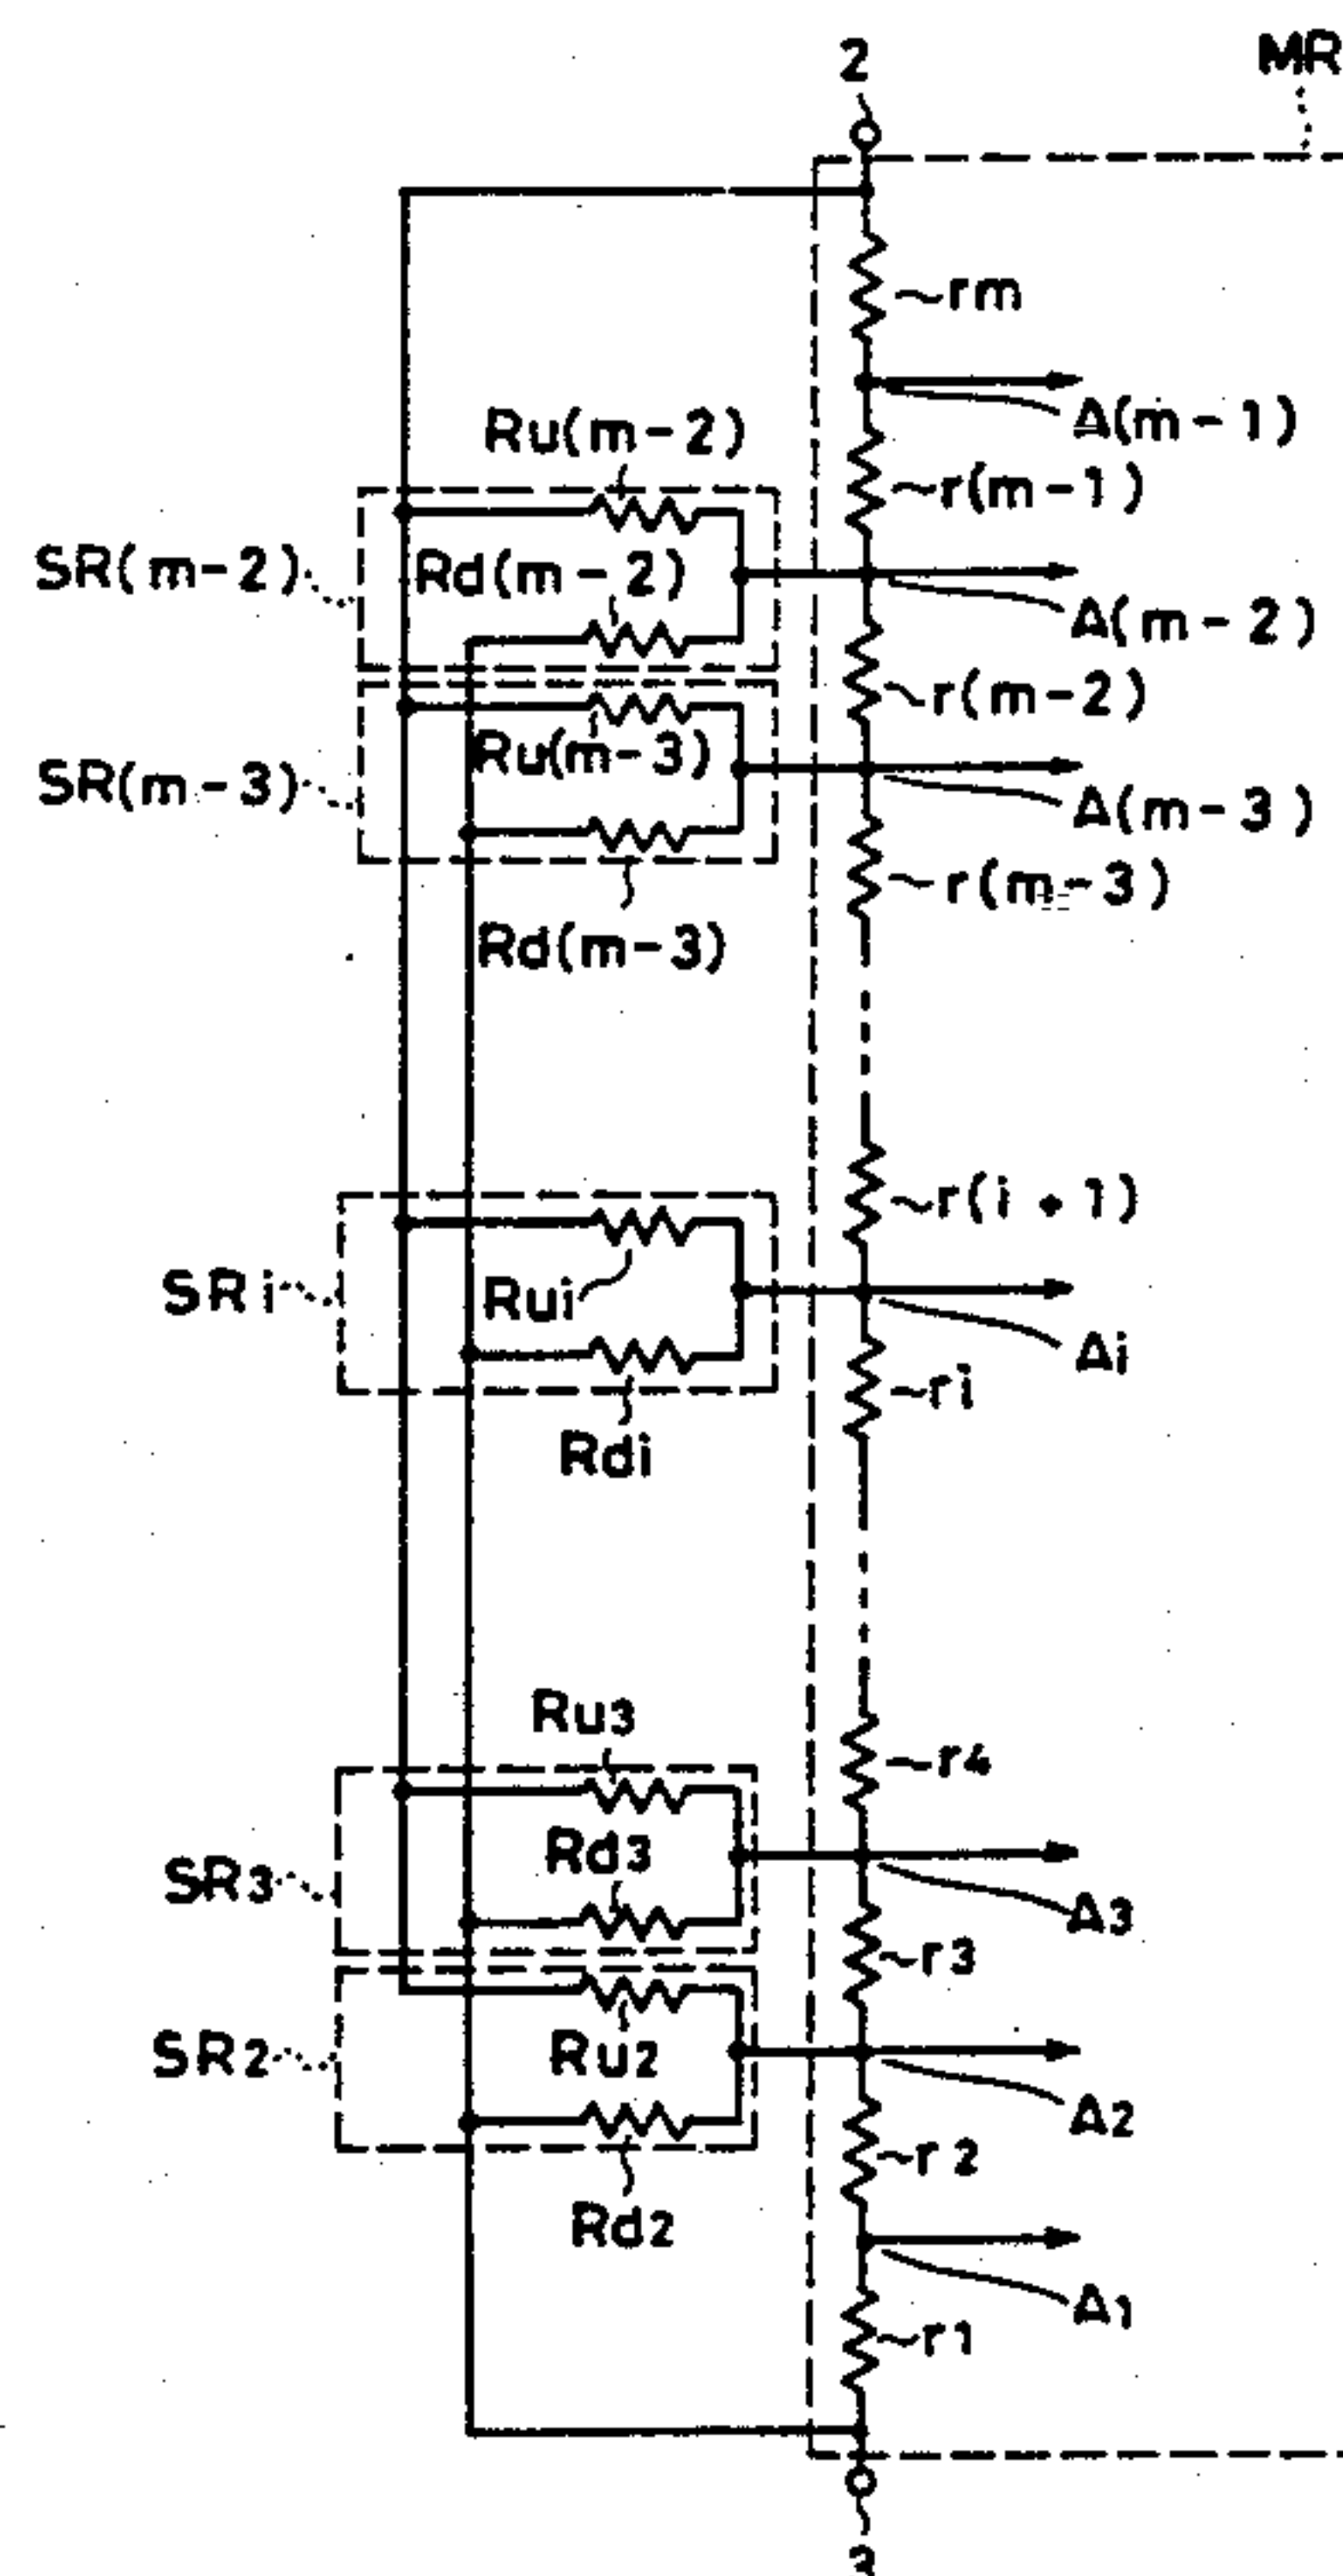 2
MR
~rm
A(m-1)
Ru(m-2)
~r(m-1)
SR(m-2)
Rd(m-2)
A(m-2)
~r(m-2)
Ru(m-3)
SR(m-3)
A(m-3)
~r(m-3)
Rd(m-3)
~r(i+1)
SRi
Rui
Ai
~ri
Rdi
Ru3
~r4
Rd3
SR3
A3
~r3
SR2
Ru2
A2
~r2
Rd2
A1
~r1
3